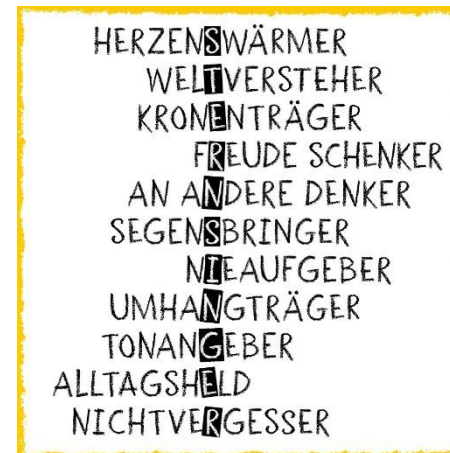 HERZENSWÄRMER
WELTVERSTEHER
KRONENTRÄGER
FREUDE SCHENKER
AN ANDERE DENKER
SEGENSBRINGER
NIEAUFGEBER
UMHANGTRÄGER
TONANGEBER
ALLTAGSHELD
NICHTVERGESSER